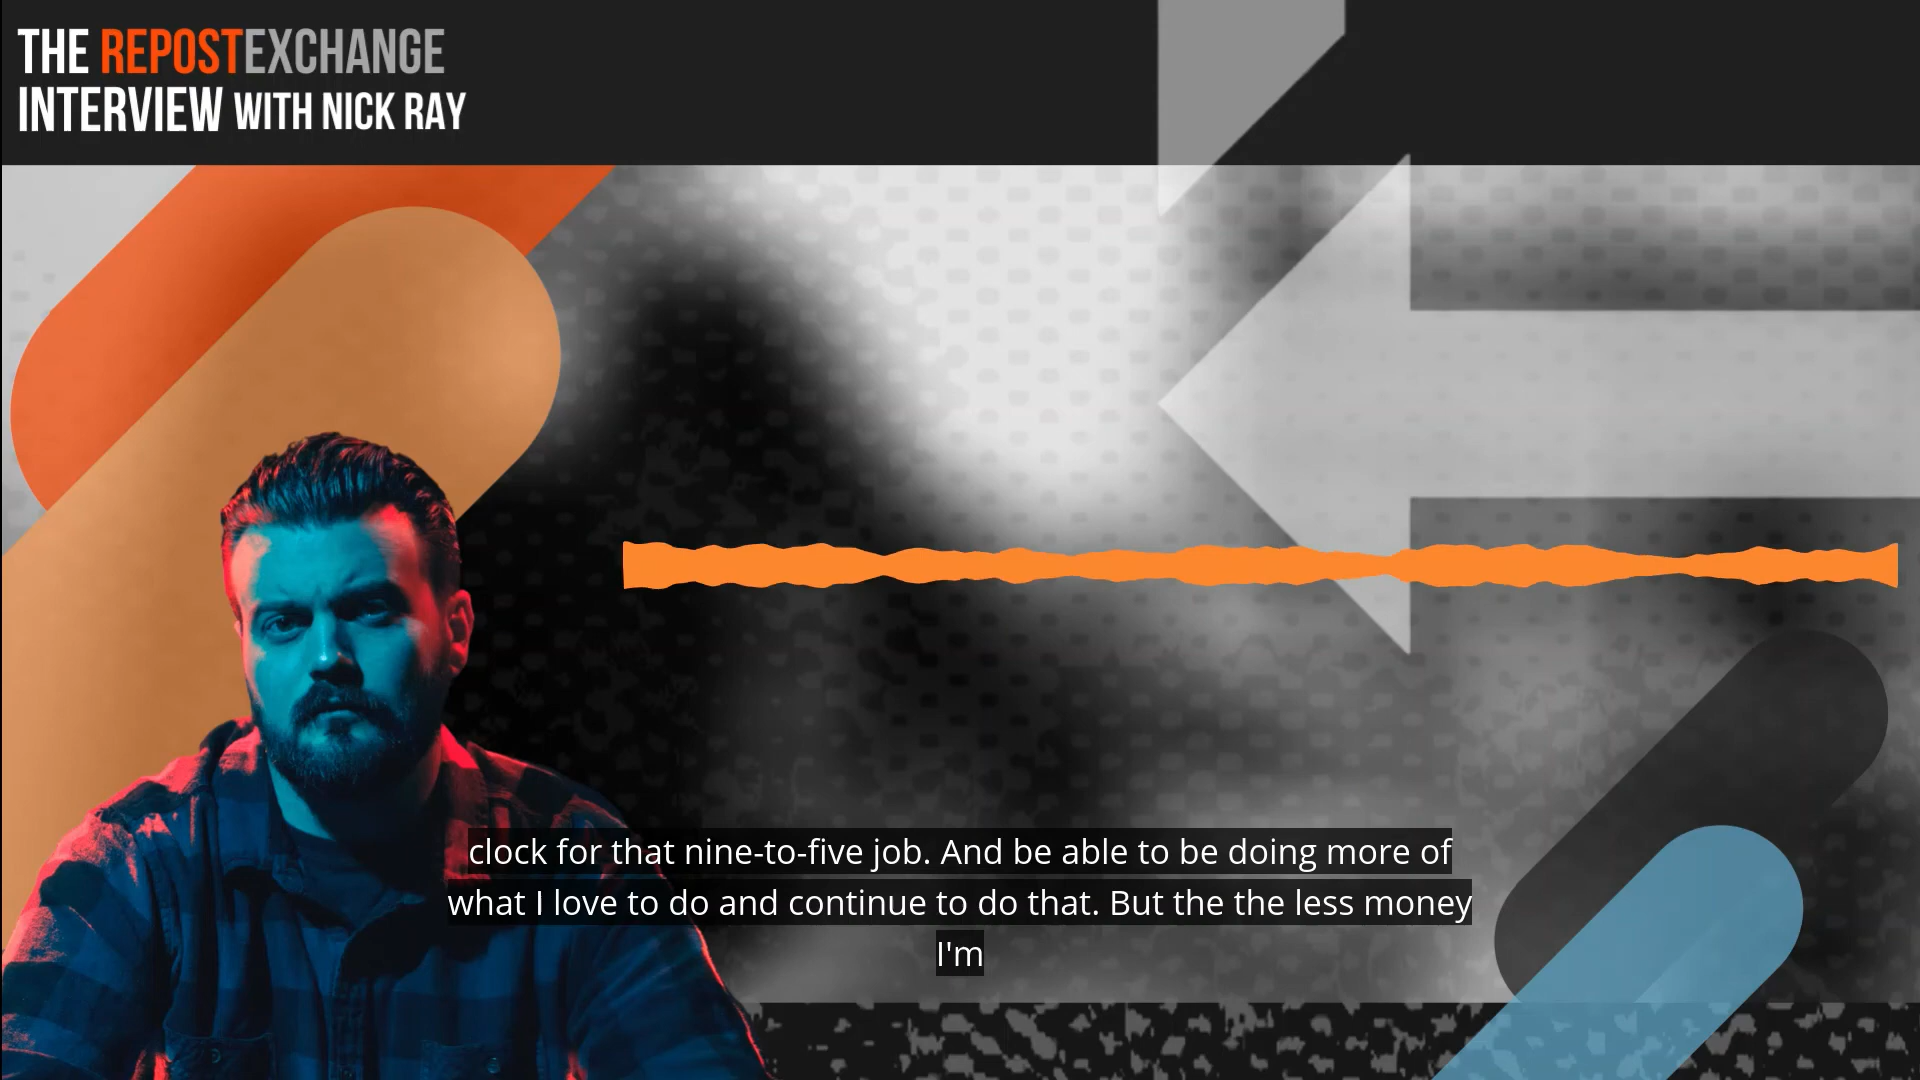 THE REPOSTEXCHANGE
INTERVIEW WITH NICK RAY
clock for that nine-to-five job. And be able to be doing more of
what I love to do and continue to do that. But the the less money
I'm